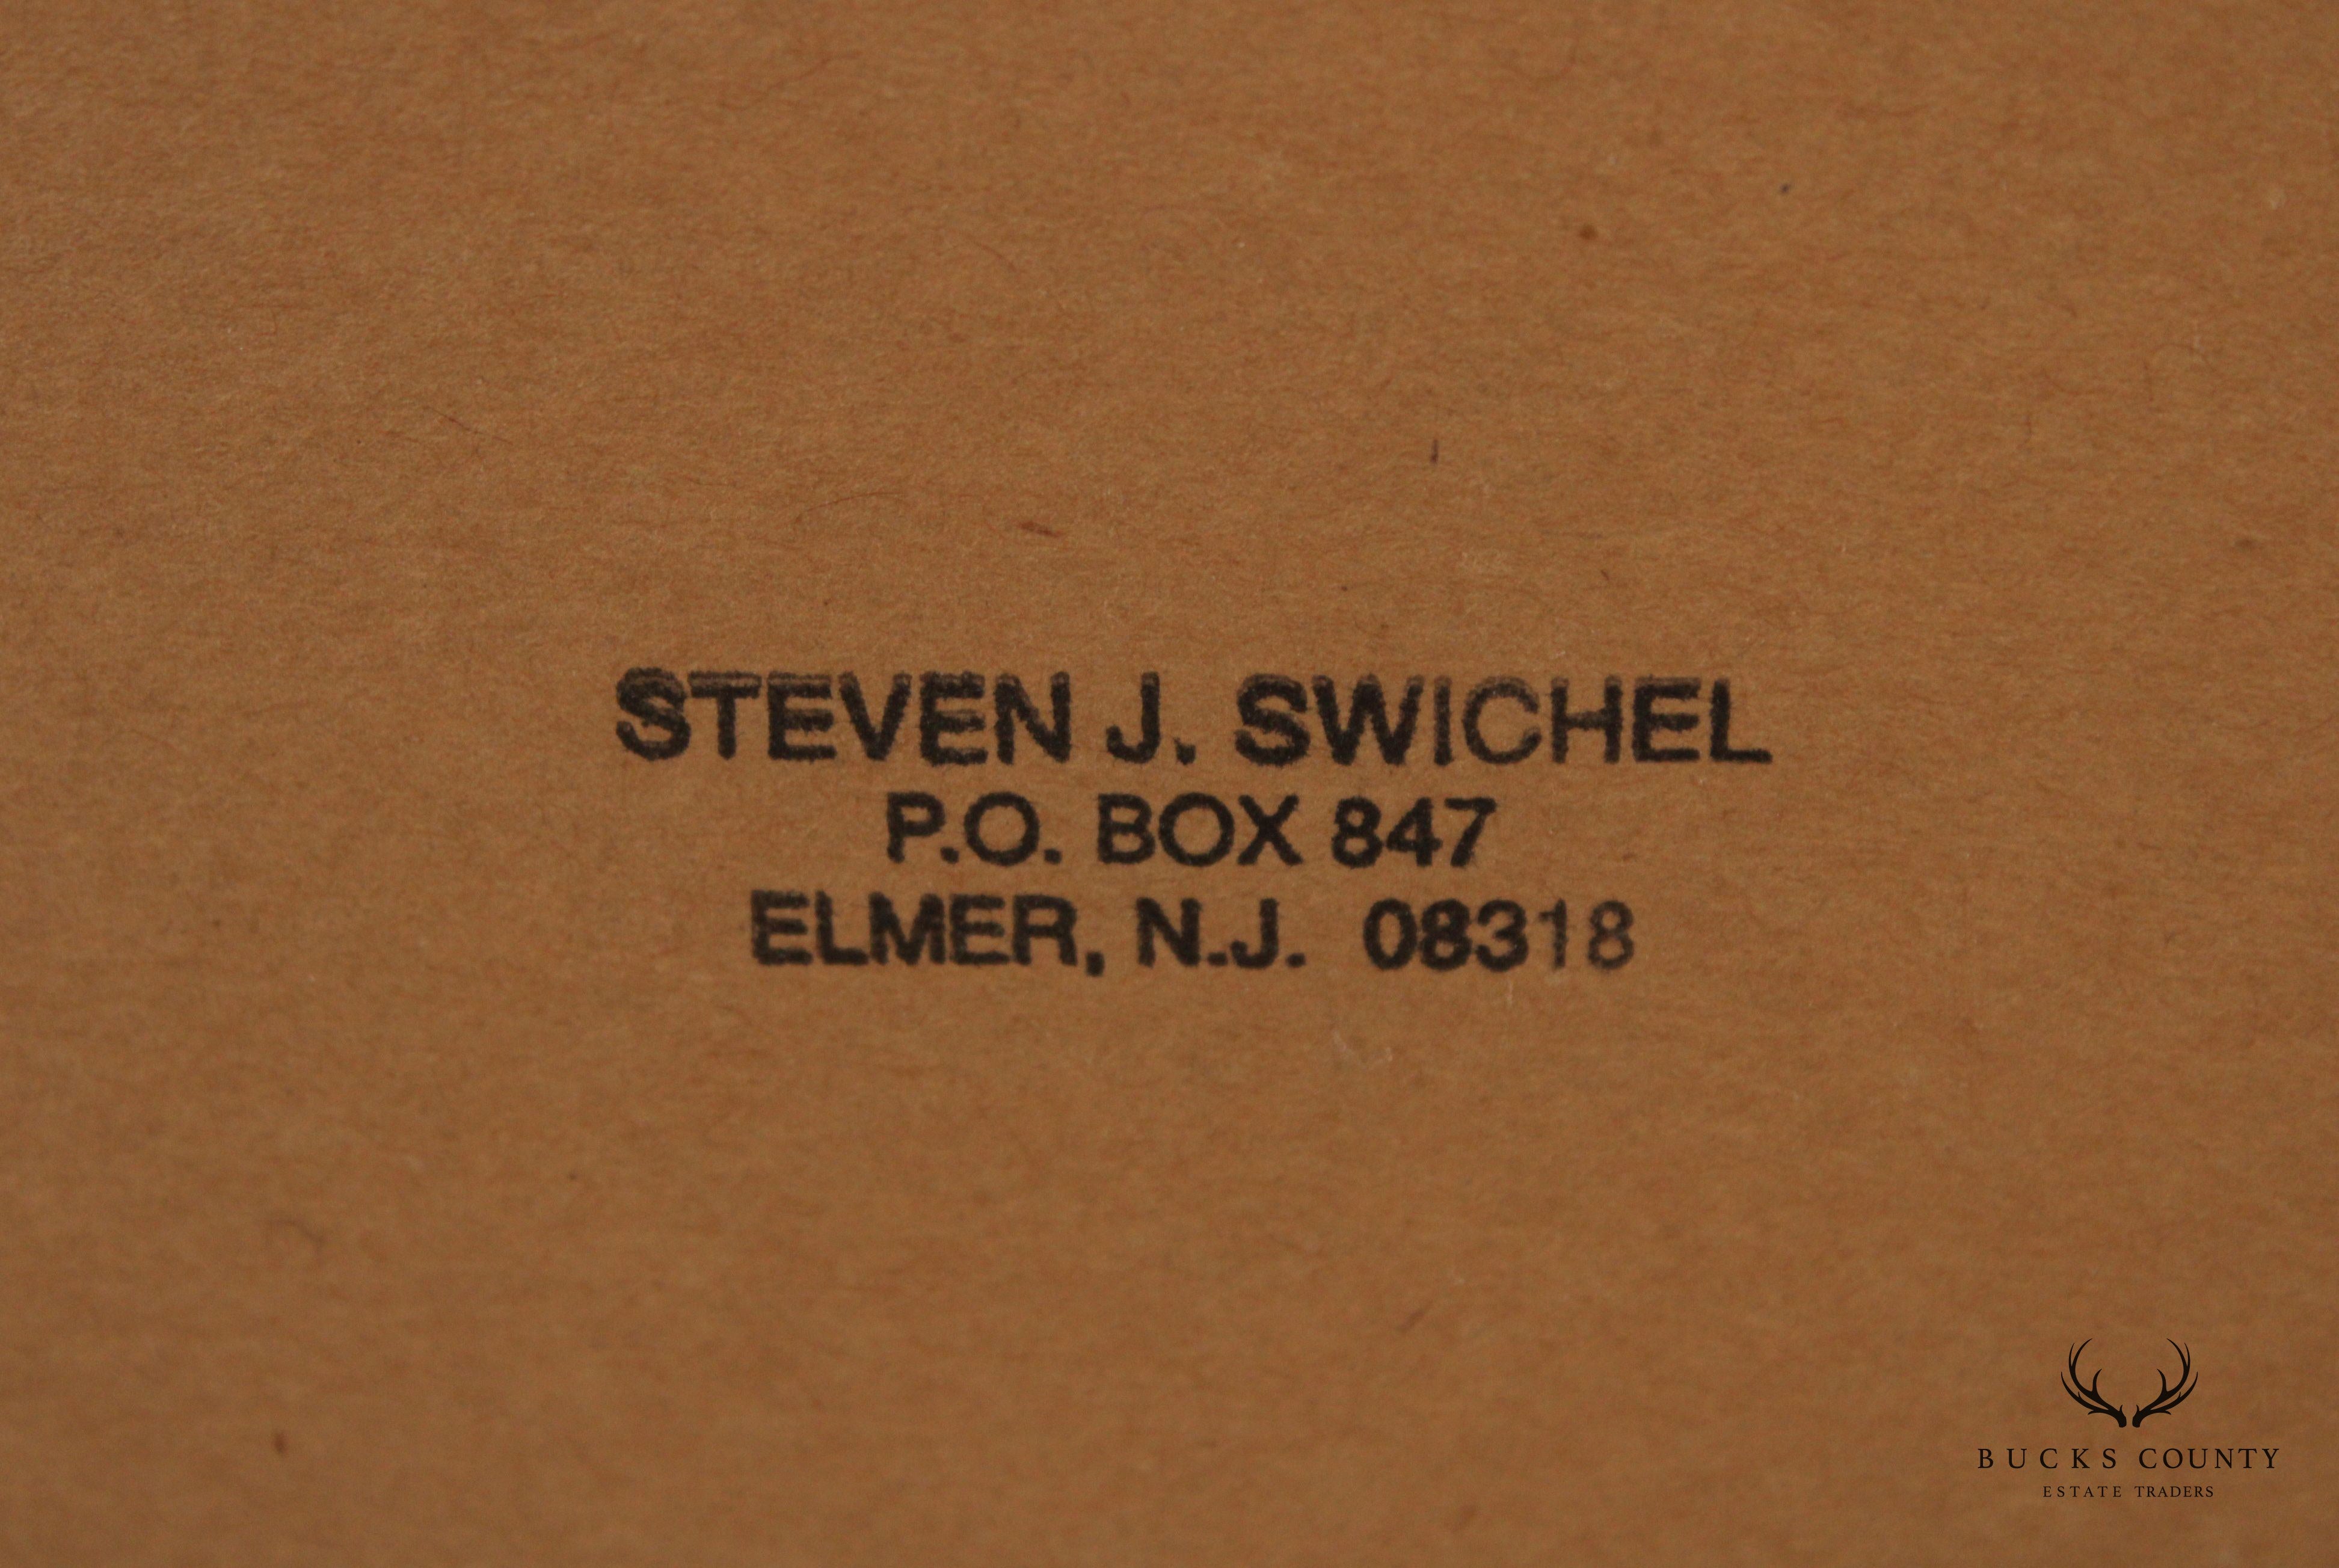 STEVEN J. SWICHEL
P.O. BOX 847
ELMER, N.J. 08318
BUCKS COUNTY
ESTATE TRADERS